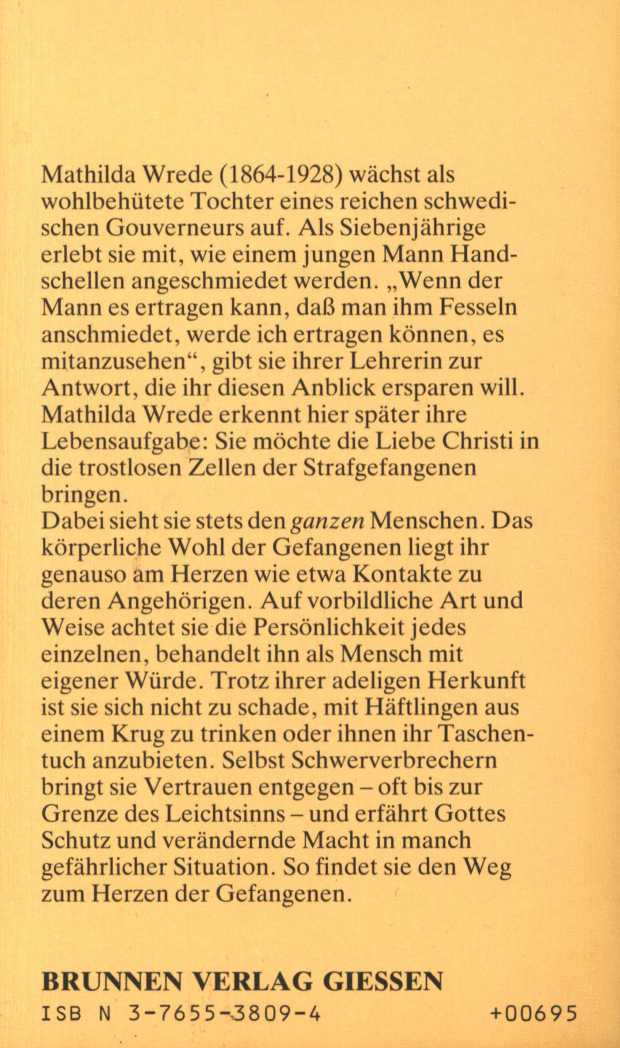 Mathilda Wrede (1864-1928) wächst als
wohlbehütete Tochter eines reichen schwedi-
schen Gouverneurs auf. Als Siebenjährige
erlebt sie mit, wie einem jungen Mann Hand-
schellen angeschmiedet werden. „Wenn der
Mann es ertragen kann, daß man ihm Fesseln
anschmiedet, werde ich ertragen können, es
mitanzusehen“, gibt sie ihrer Lehrerin zur
Antwort, die ihr diesen Anblick ersparen will.
Mathilda Wrede erkennt hier später ihre
Lebensaufgabe: Sie möchte die Liebe Christi in
die trostlosen Zellen der Strafgefangenen
bringen.
Dabei sieht sie stets den ganzen Menschen. Das
körperliche Wohl der Gefangenen liegt ihr
genauso am Herzen wie etwa Kontakte zu
deren Angehörigen. Auf vorbildliche Art und
Weise achtet sie die Persönlichkeit jedes
einzelnen, behandelt ihn als Mensch mit
eigener Würde. Trotz ihrer adeligen Herkunft
ist sie sich nicht zu schade, mit Häftlingen aus
einem Krug zu trinken oder ihnen ihr Taschen-
tuch anzubieten. Selbst Schwerverbrechern
bringt sie Vertrauen entgegen – oft bis zur
Grenze des Leichtsinns – und erfährt Gottes
Schutz und verändernde Macht in manch
gefährlicher Situation. So findet sie den Weg
zum Herzen der Gefangenen.
BRUNNEN VERLAG GIESSEN
ISB N 3-7655-3809-4 +00695